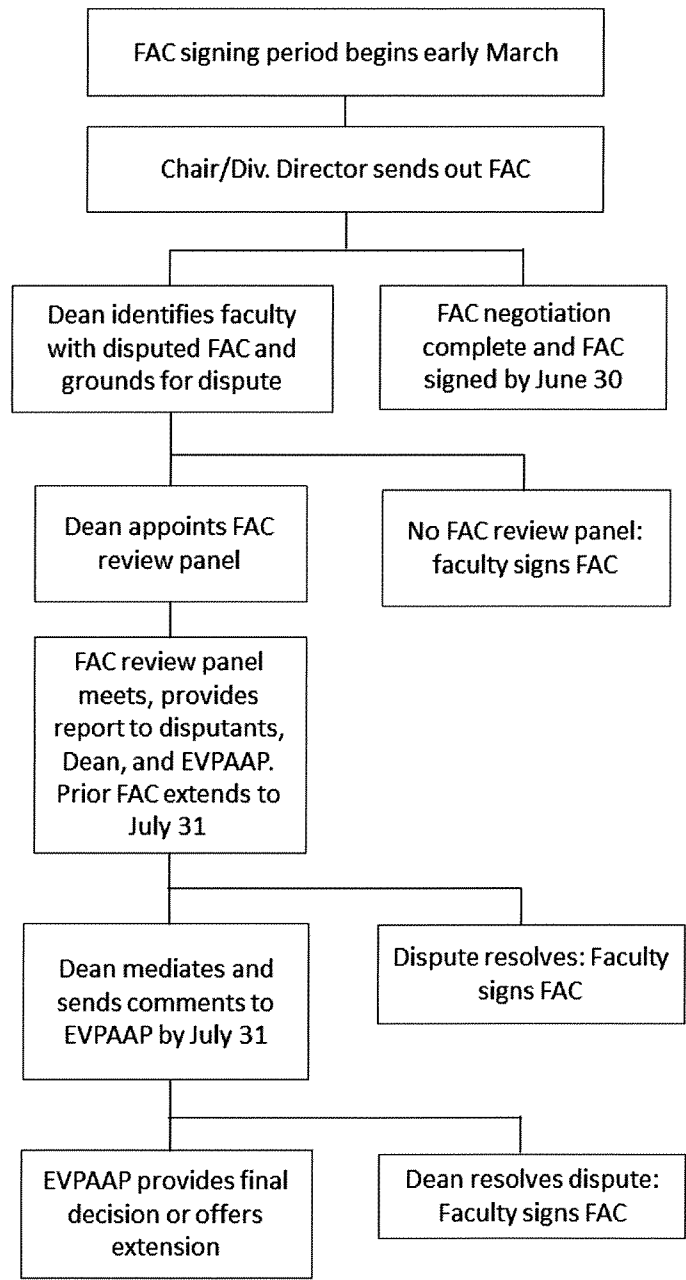 FAC signing period begins early March
Chair/Div. Director sends out FAC
Dean identifies faculty
with disputed FAC and
grounds for dispute
FAC negotiation
complete and FAC
signed by June 30
Dean appoints FAC
review panel
No FAC review panel:
faculty signs FAC
FAC review panel
meets, provides
report to disputants,
Dean, and EVPAAP.
Prior FAC extends to
July 31
Dean mediates and
sends comments to
EVPAAP by July 31
Dispute resolves: Faculty
signs FAC
EVPAAP provides final
decision or offers
extension
Dean resolves dispute:
Faculty signs FAC